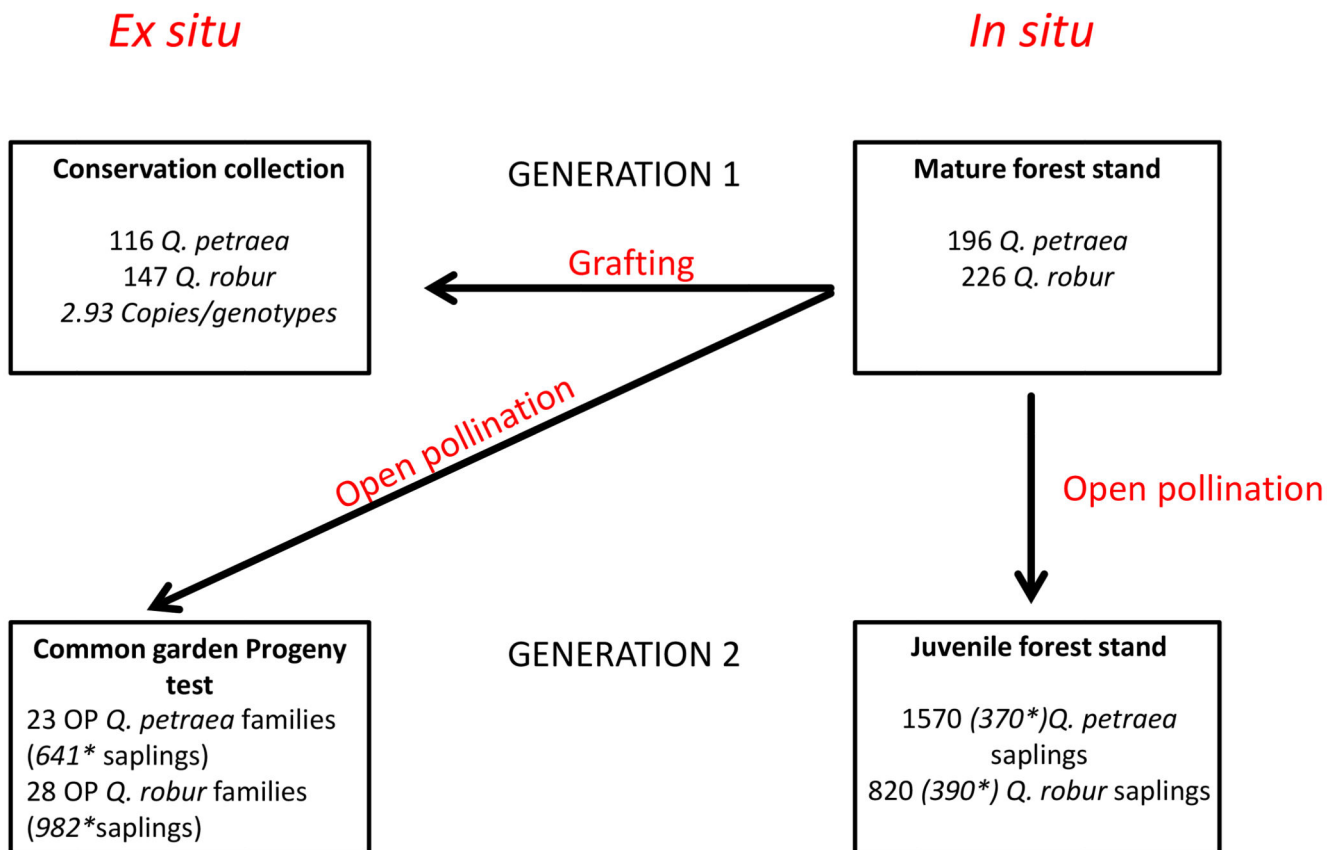 Ex situ
In situ
Conservation collection
116 Q. petraea
147 Q. robur
2.93 Copies/genotypes
GENERATION 1
Grafting
Mature forest stand
196 Q. petraea
226 Q. robur
Open pollination
Open pollination
Common garden Progeny
test
23 OP Q. petraea families
(641* saplings)
28 OP Q. robur families
(982*saplings)
GENERATION 2
Juvenile forest stand
1570 (370*)Q. petraea
saplings
820 (390*) Q. robur saplings